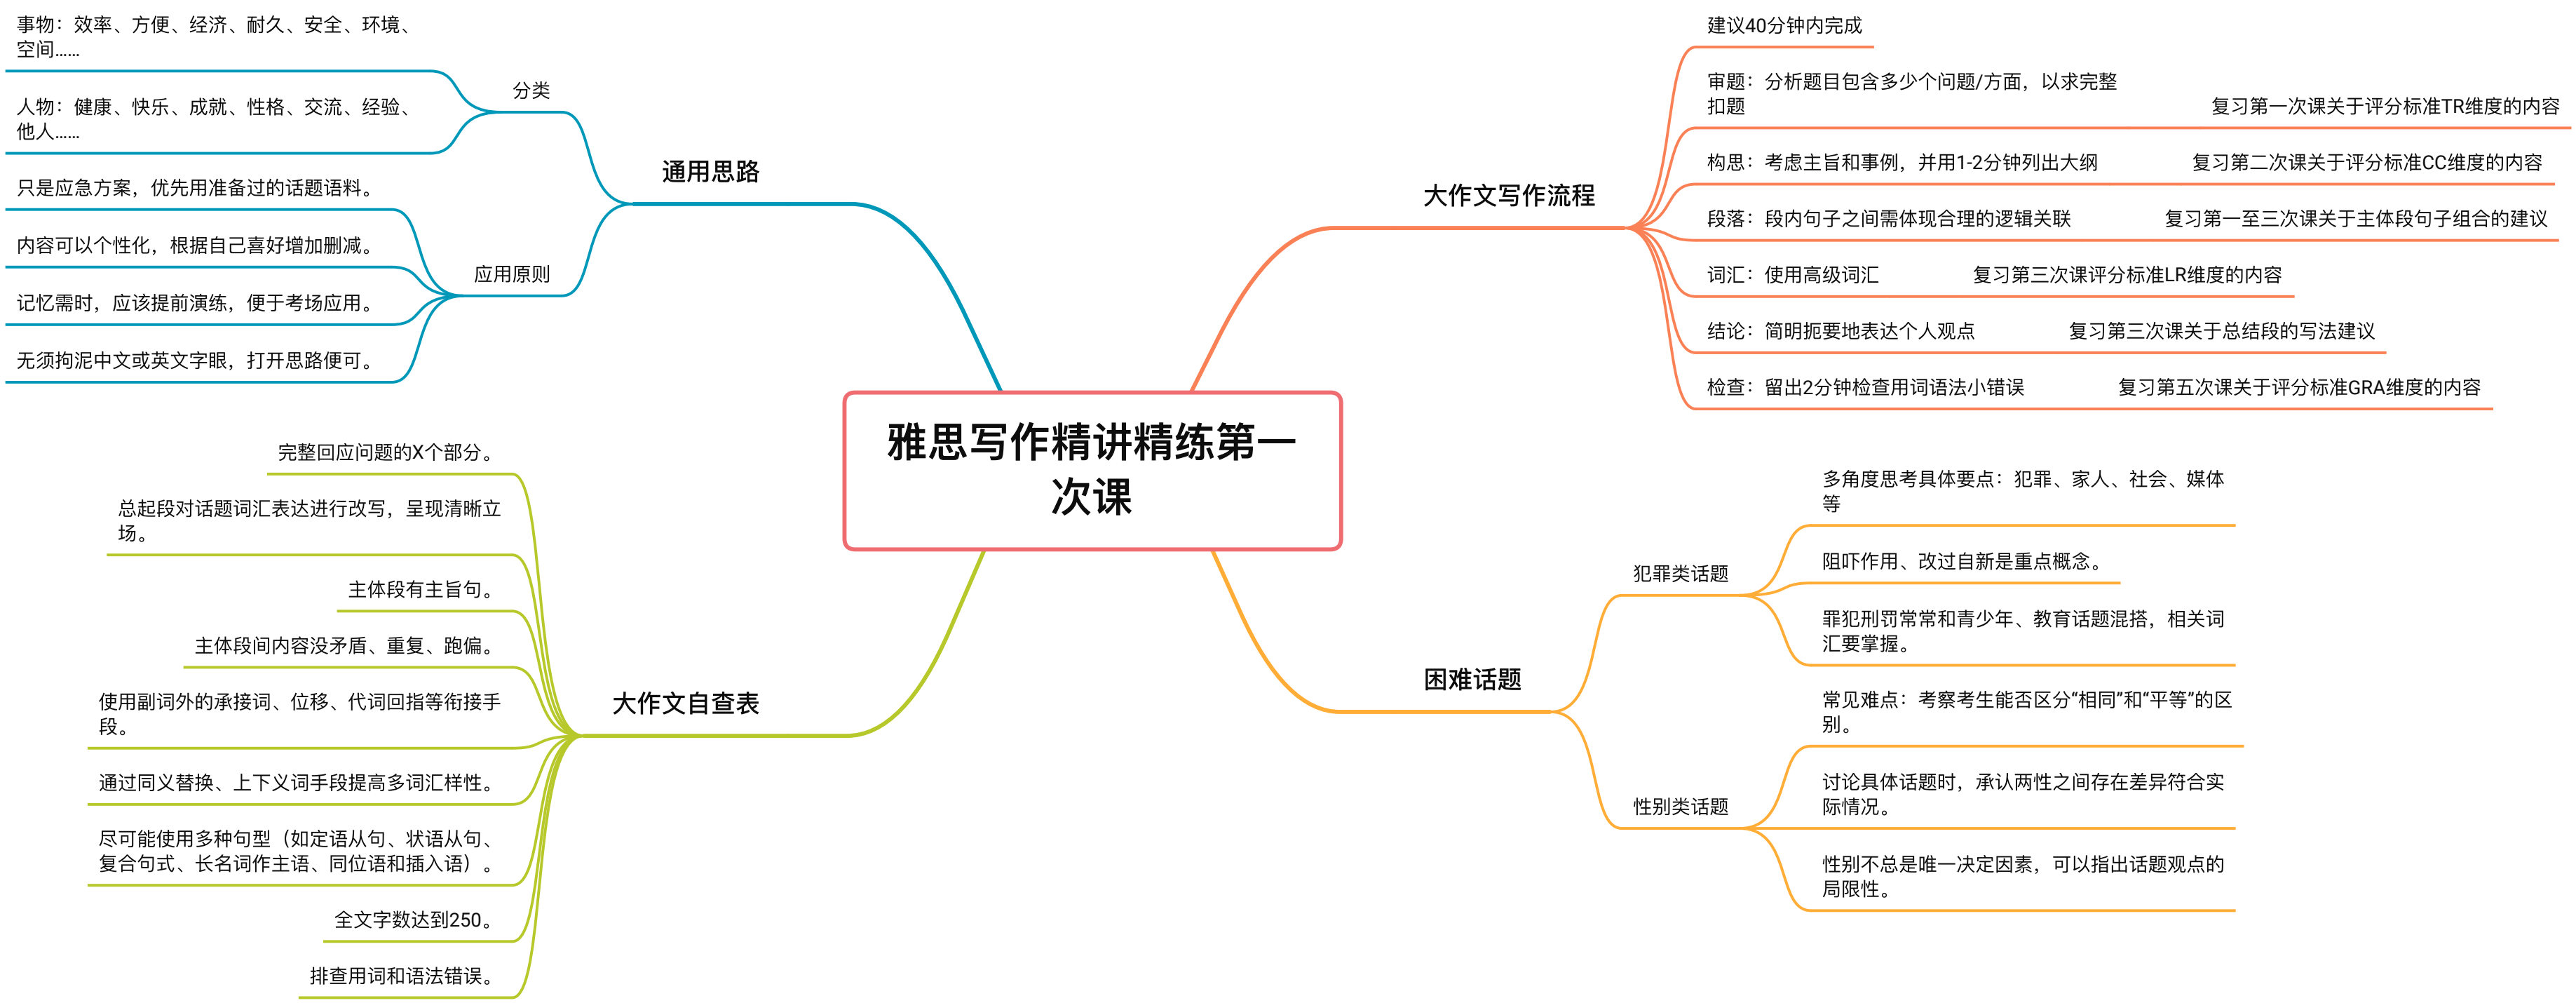 雅思写作精讲精练第一
次课
大作文写作流程
建议40分钟内完成
审题：分析题目包含多少个问题/方面，以求完整
扣题
复习第一次课关于评分标准TR维度的内容
构思：考虑主旨和事例，并用1-2分钟列出大纲
复习第二次课关于评分标准CC维度的内容
段落：段内句子之间需体现合理的逻辑关联
复习第一至三次课关于主体段句子组合的建议
词汇：使用高级词汇
复习第三次课评分标准LR维度的内容
结论：简明扼要地表达个人观点
复习第三次课关于总结段的写法建议
检查：留出2分钟检查用词语法小错误
复习第五次课关于评分标准GRA维度的内容
困难话题
犯罪类话题
多角度思考具体要点：犯罪、家人、社会、媒体
等
阻吓作用、改过自新是重点概念。
罪犯刑罚常常和青少年、教育话题混搭，相关词
汇要掌握。
性别类话题
常见难点：考察考生能否区分“相同”和“平等”的区
别。
讨论具体话题时，承认两性之间存在差异符合实
际情况。
性别不总是唯一决定因素，可以指出话题观点的
局限性。
通用思路
分类
事物：效率、方便、经济、耐久、安全、环境、
空间……
人物：健康、快乐、成就、性格、交流、经验、
他人……
应用原则
只是应急方案，优先用准备过的话题语料。
内容可以个性化，根据自己喜好增加删减。
记忆需时，应该提前演练，便于考场应用。
无须拘泥中文或英文字眼，打开思路便可。
大作文自查表
完整回应问题的X个部分。
总起段对话题词汇表达进行改写，呈现清晰立
场。
主体段有主旨句。
主体段间内容没矛盾、重复、跑偏。
使用副词外的承接词、位移、代词回指等衔接手
段。
通过同义替换、上下义词手段提高多词汇样性。
尽可能使用多种句型（如定语从句、状语从句、
复合句式、长名词作主语、同位语和插入语）。
全文字数达到250。
排查用词和语法错误。